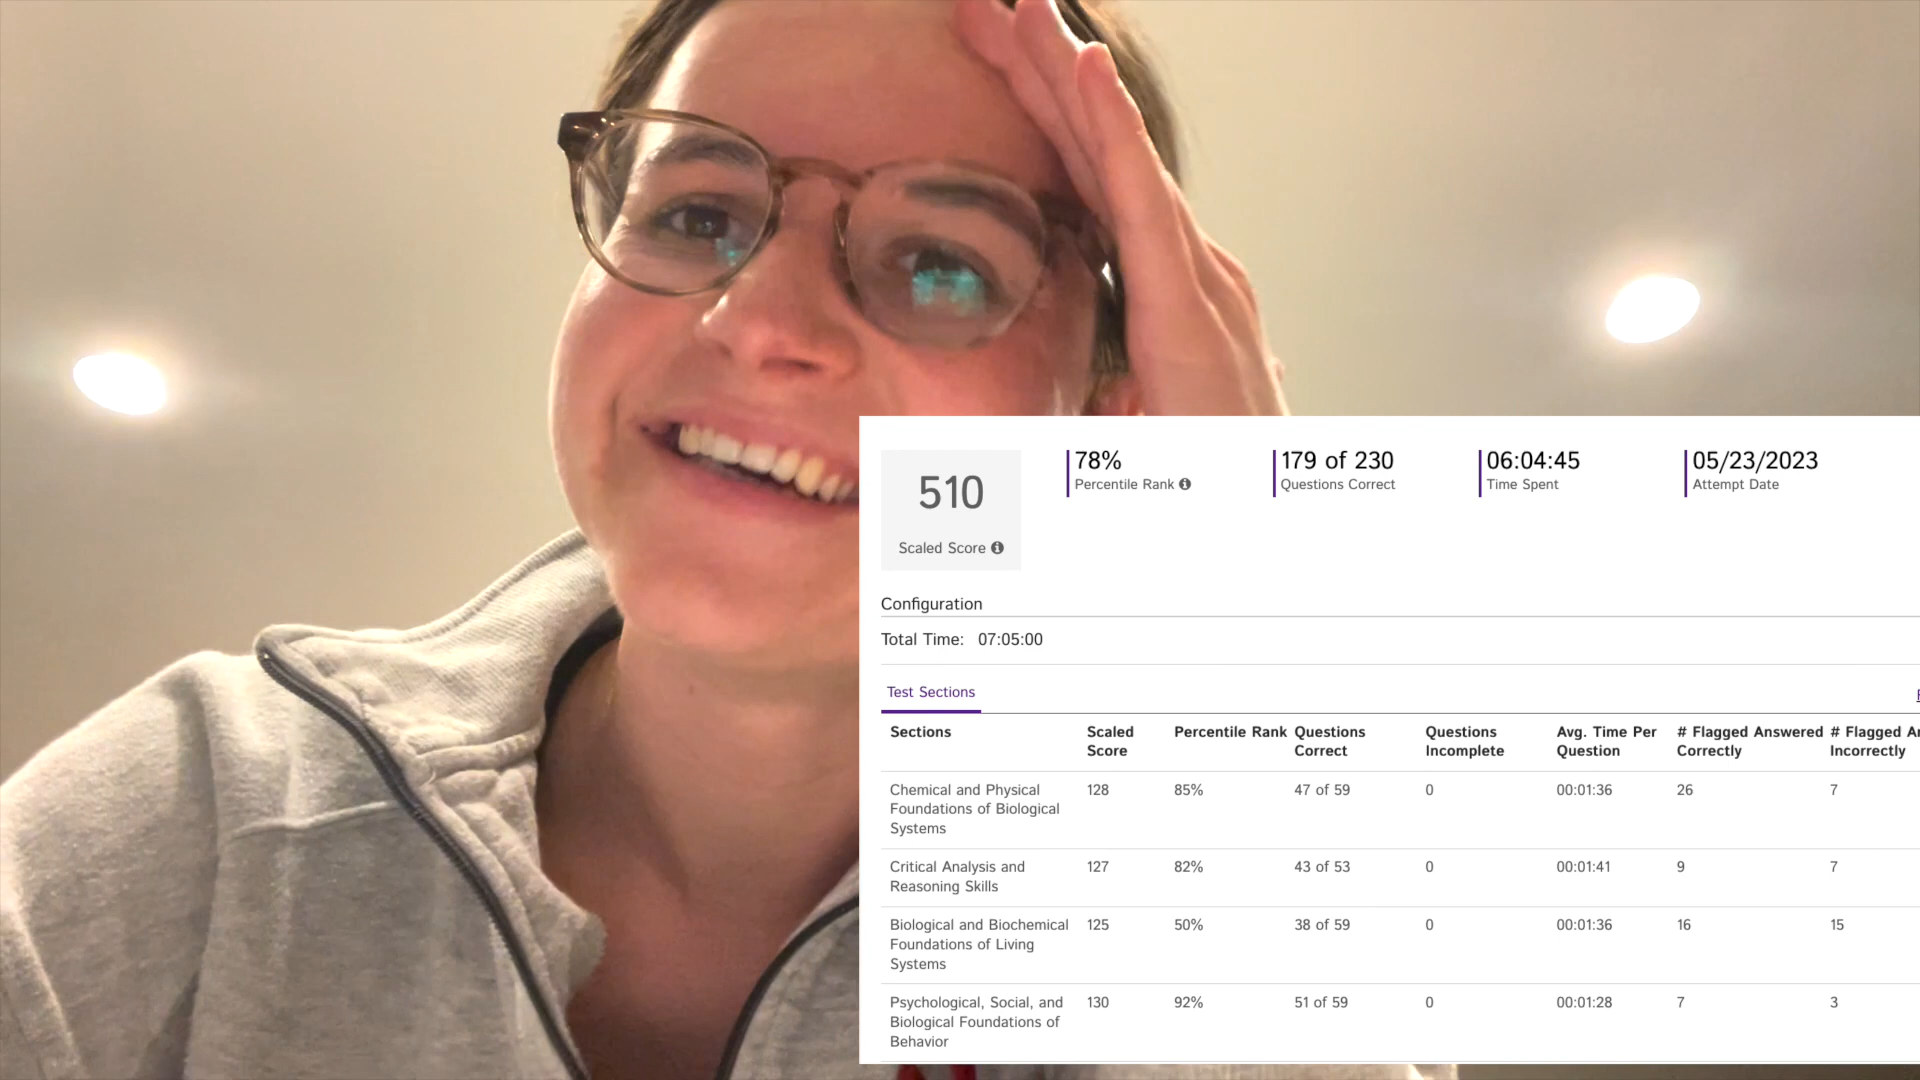 510
Scaled Score
78%
Percentile Rank
179 of 230
Questions Correct
06:04:45
Time Spent
05/23/2023
Attempt Date
Configuration
Total Time: 07:05:00
Test Sections
Sections
Scaled
Score
Percentile Rank
Questions
Correct
Questions
Incomplete
Avg. Time Per
Question
# Flagged Answered
Correctly
# Flagged
Incorrectly
Chemical and Physical
Foundations of Biological
Systems
128
85%
47 of 59
0
00:01:36
26
7
Critical Analysis and
Reasoning Skills
127
82%
43 of 53
0
00:01:41
9
7
Biological and Biochemical
Foundations of Living
Systems
125
50%
38 of 59
0
00:01:36
16
15
Psychological, Social, and
Biological Foundations of
Behavior
130
92%
51 of 59
0
00:01:28
7
3